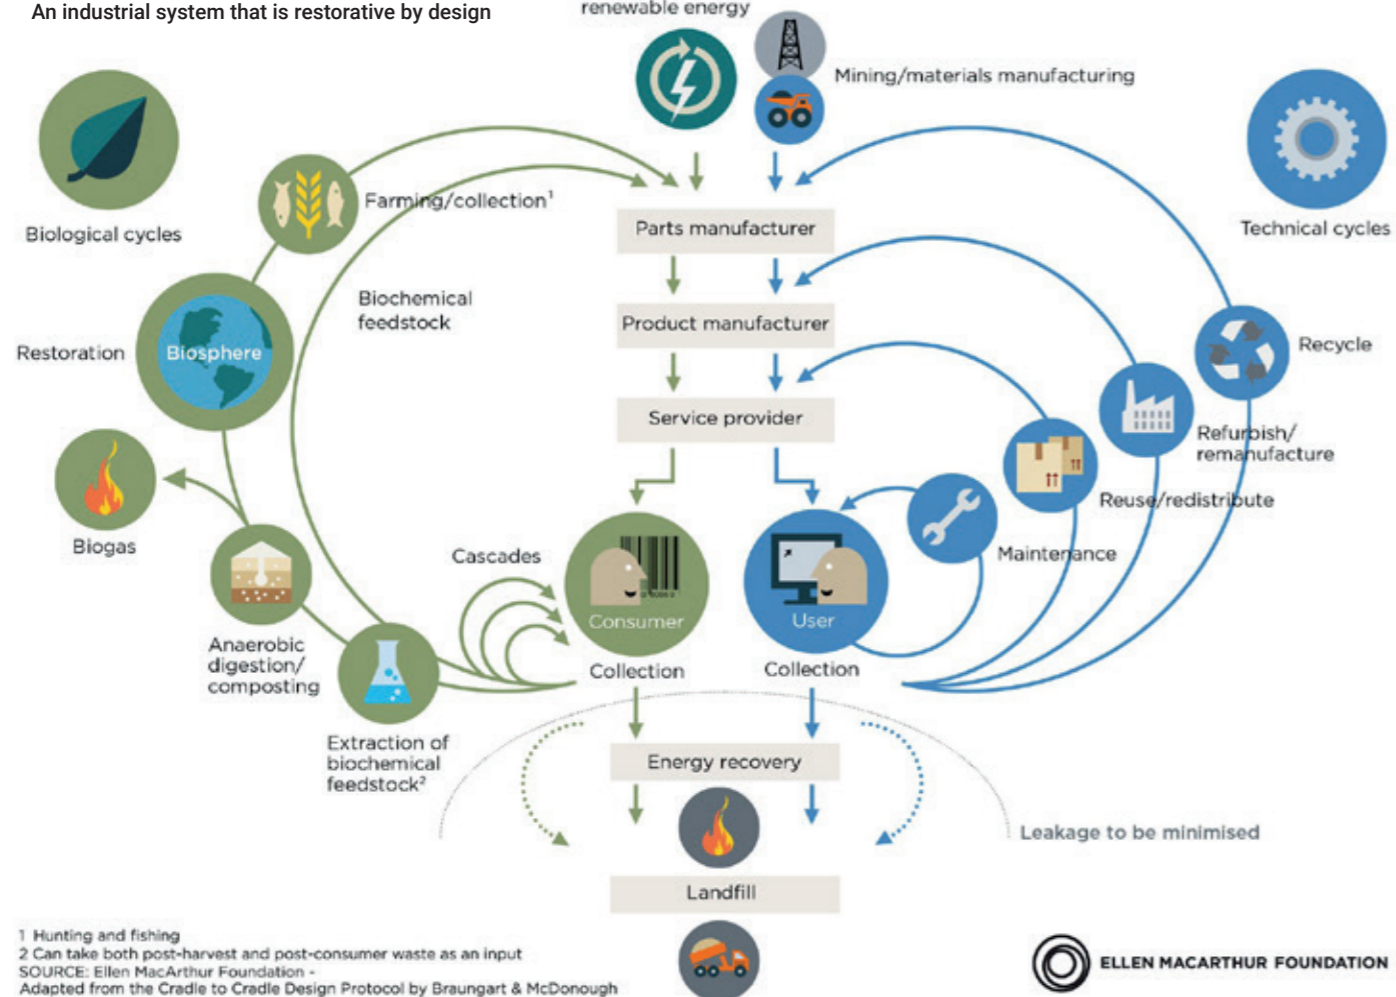 An industrial system that is restorative by design
renewable energy
Mining/materials manufacturing
Biological cycles
Technical cycles
Farming/collection¹
Parts manufacturer
Biochemical
feedstock
Product manufacturer
Restoration
Biosphere
Recycle
Service provider
Refurbish/
remanufacture
Reuse/redistribute
Biogas
Cascades
Maintenance
Consumer
User
Anaerobic
digestion/
composting
Collection
Collection
Extraction of
biochemical
feedstock²
Energy recovery
Leakage to be minimised
Landfill
1 Hunting and fishing
2 Can take both post-harvest and post-consumer waste as an input
SOURCE: Ellen MacArthur Foundation -
Adapted from the Cradle to Cradle Design Protocol by Braungart & McDonough
ELLEN MACARTHUR FOUNDATION